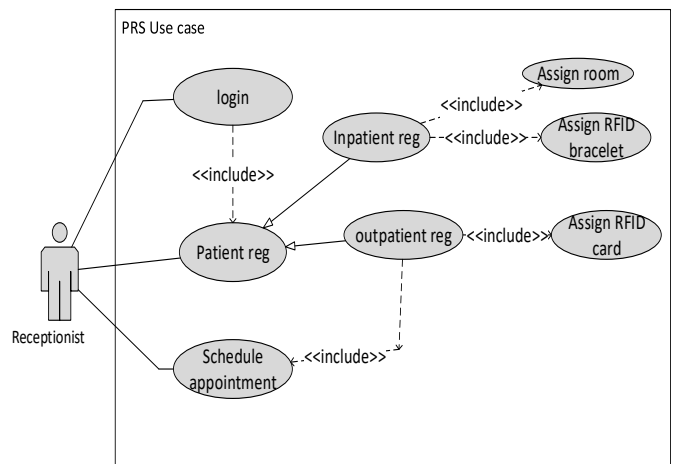 PRS Use case
login
Assign room
<<include>>
Inpatient reg
<<include>>
Assign RFID
bracelet
<<include>>
Patient reg
outpatient reg
<<include>>
Assign RFID
card
Receptionist
Schedule
appointment
<<include>>